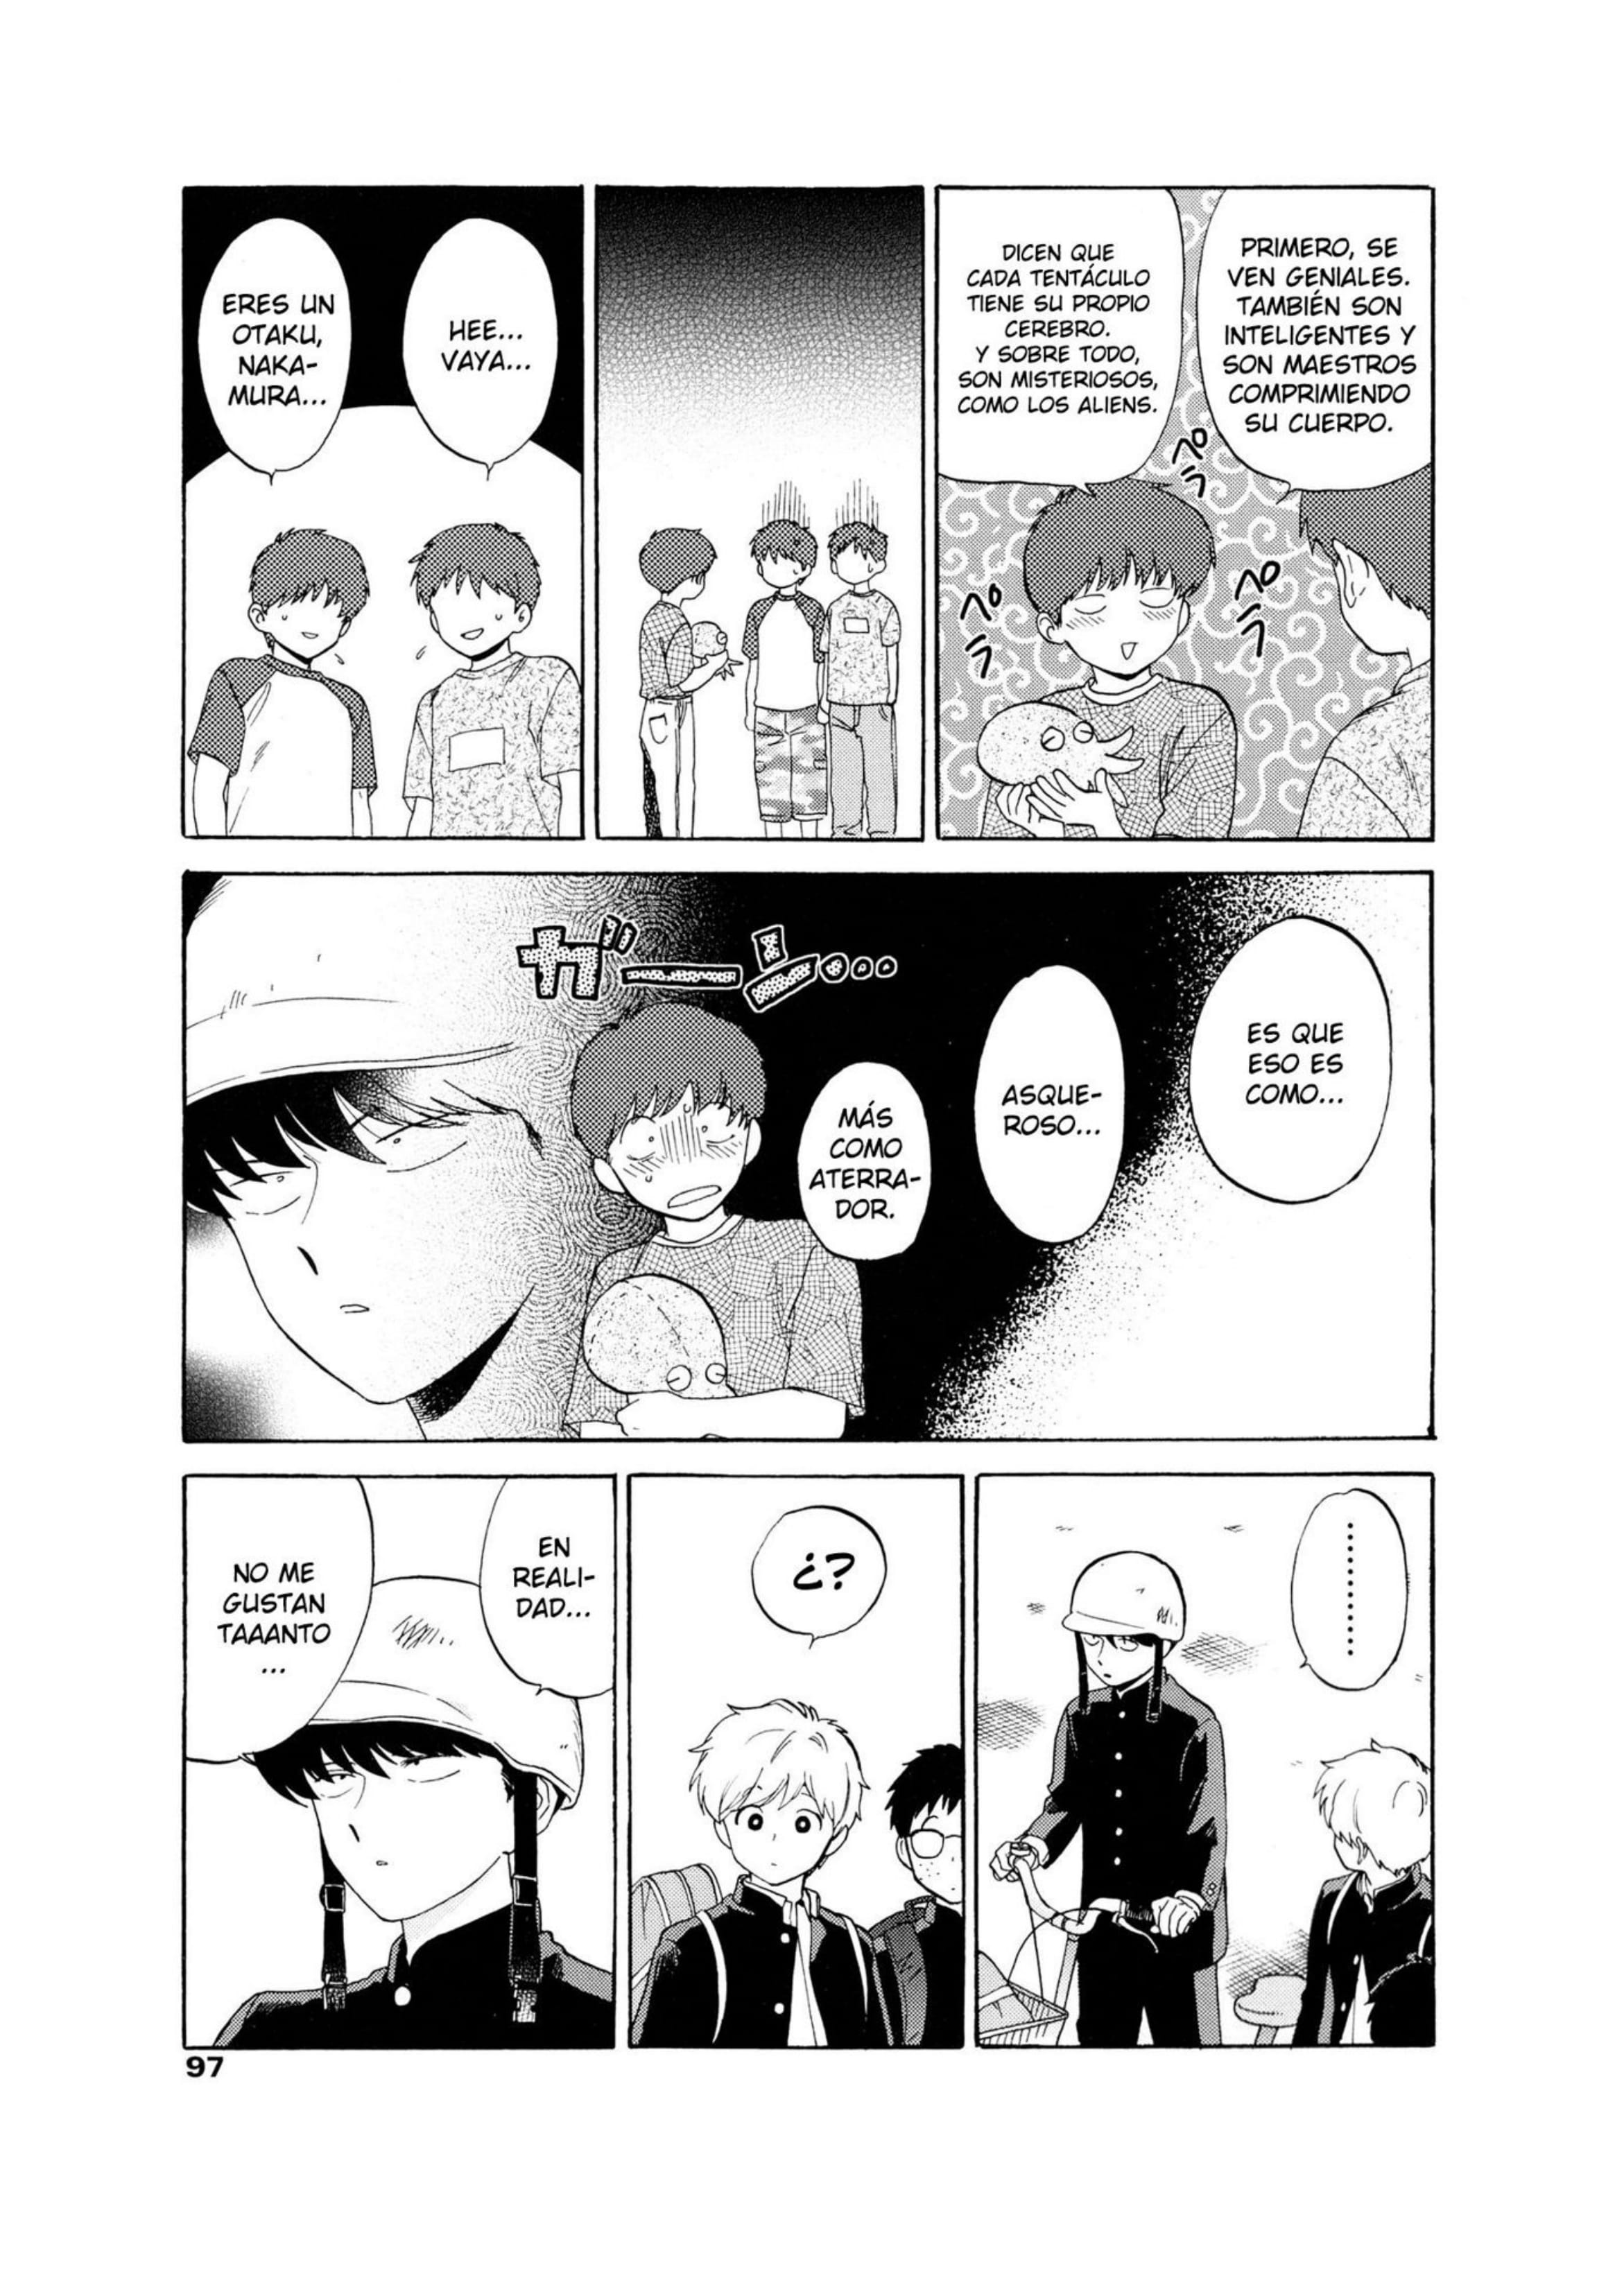 PRIMERO, SE
VEN GENIALES.
TAMBIÉN SON
INTELIGENTES Y
SON MAESTROS
COMPRIMIENDO
SU CUERPO.
DICEN QUE
CADA TENTÁCULO
TIENE SU PROPIO
CEREBRO.
Y SOBRE TODO,
SON MISTERIOSOS,
COMO LOS ALIENS.
ペラ
ペラ
ペラ
HEE...
VAYA...
ERES UN
OTAKU,
NAKA-
MURA...
ES QUE
ESO ES
COMO...
ASQUE-
ROSO...
MÁS
COMO
ATERRA-
DOR.
ガーン...
..........
¿?
EN
REALI-
DAD...
NO ME
GUSTAN
TAAANTO
...
97